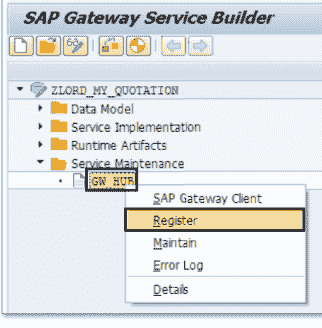 SAP Gateway Service Builder
ZLORD_MY_QUOTATION
Data Model
Service Implementation
Runtime Artifacts
Service Maintenance
GW_HUB
SAP Gateway Client
Register
Maintain
Error Log
Details